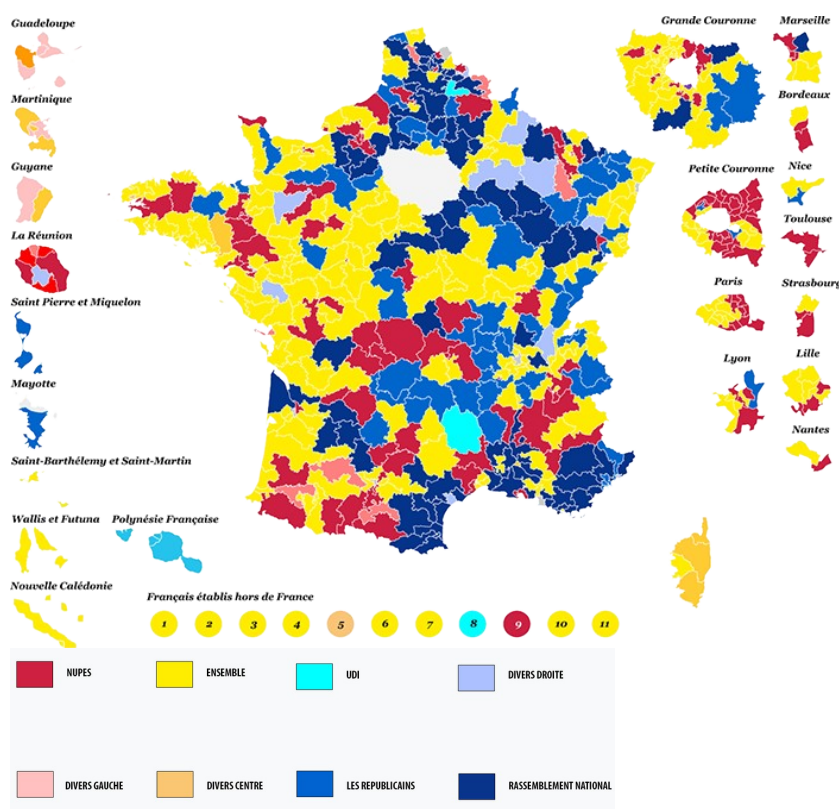 Guadeloupe
Martinique
Guyane
La Réunion
Saint Pierre et Miquelon
Mayotte
Saint-Barthélemy et Saint-Martin
Wallis et Futuna
Polynésie Française
Nouvelle Calédonie
Grande Couronne
Marseille
Bordeaux
Petite Couronne
Nice
Toulouse
Paris
Strasbourg
Lyon
Lille
Nantes
Français établis hors de France
1 2 3 4 5 6 7 8 9 10 11
NUPES ENSEMBLE UDI DIVERS DROITE
DIVERS GAUCHE DIVERS CENTRE LES REPUBLICAINS RASSEMBLEMENT NATIONAL